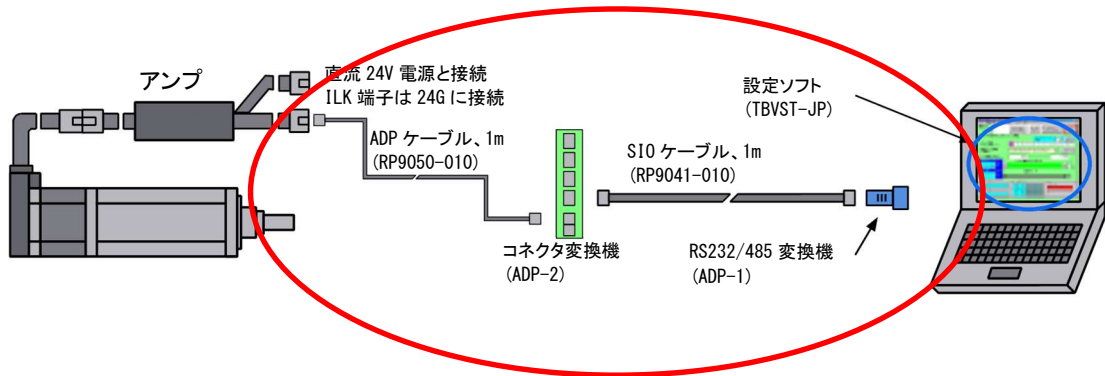 アンプ
直流 24V 電源と接続
ILK 端子は 24G に接続
ADP ケーブル、1m
(RP9050-010)
コネクタ変換機
(ADP-2)
SIO ケーブル、1m
(RP9041-010)
RS232/485 変換機
(ADP-1)
設定ソフト
(TBVST-JP)